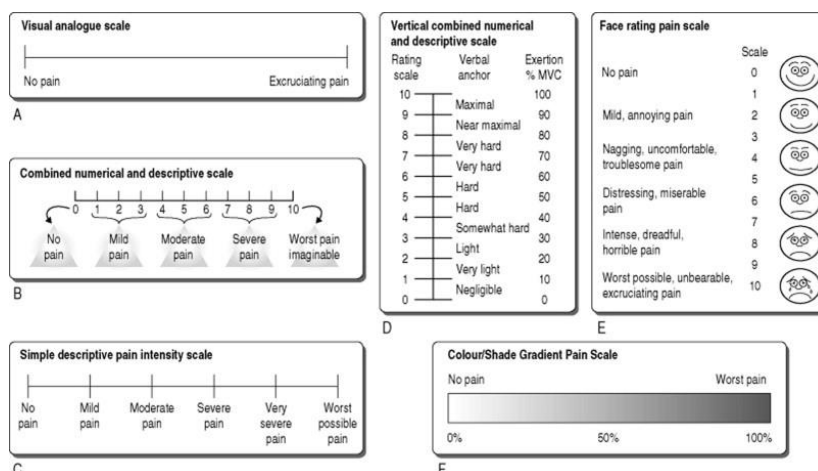 Visual analogue scale
No pain
Excruciating pain
A
Combined numerical and descriptive scale
0 1 2 3 4 5 6 7 8 9 10
No pain
Mild pain
Moderate pain
Severe pain
Worst pain imaginable
B
Simple descriptive pain intensity scale
No pain
Mild pain
Moderate pain
Severe pain
Very severe pain
Worst possible pain
C
Vertical combined numerical
and descriptive scale
Rating scale
Verbal anchor
Exertion % MVC
10 100
Maximal
9 90
Near maximal
8 80
Very hard
7 70
Very hard
6 60
Hard
5 50
Hard
4 40
Somewhat hard
3 30
Light
2 20
Very light
1 10
Negligible
0 0
D
Face rating pain scale
Scale
No pain 0
1
Mild, annoying pain 2
3
Nagging, uncomfortable,
troublesome pain 4
5
Distressing, miserable
pain 6
7
Intense, dreadful,
horrible pain 8
9
Worst possible, unbearable,
excruciating pain 10
E
Colour/Shade Gradient Pain Scale
No pain
Worst pain
0% 50% 100%